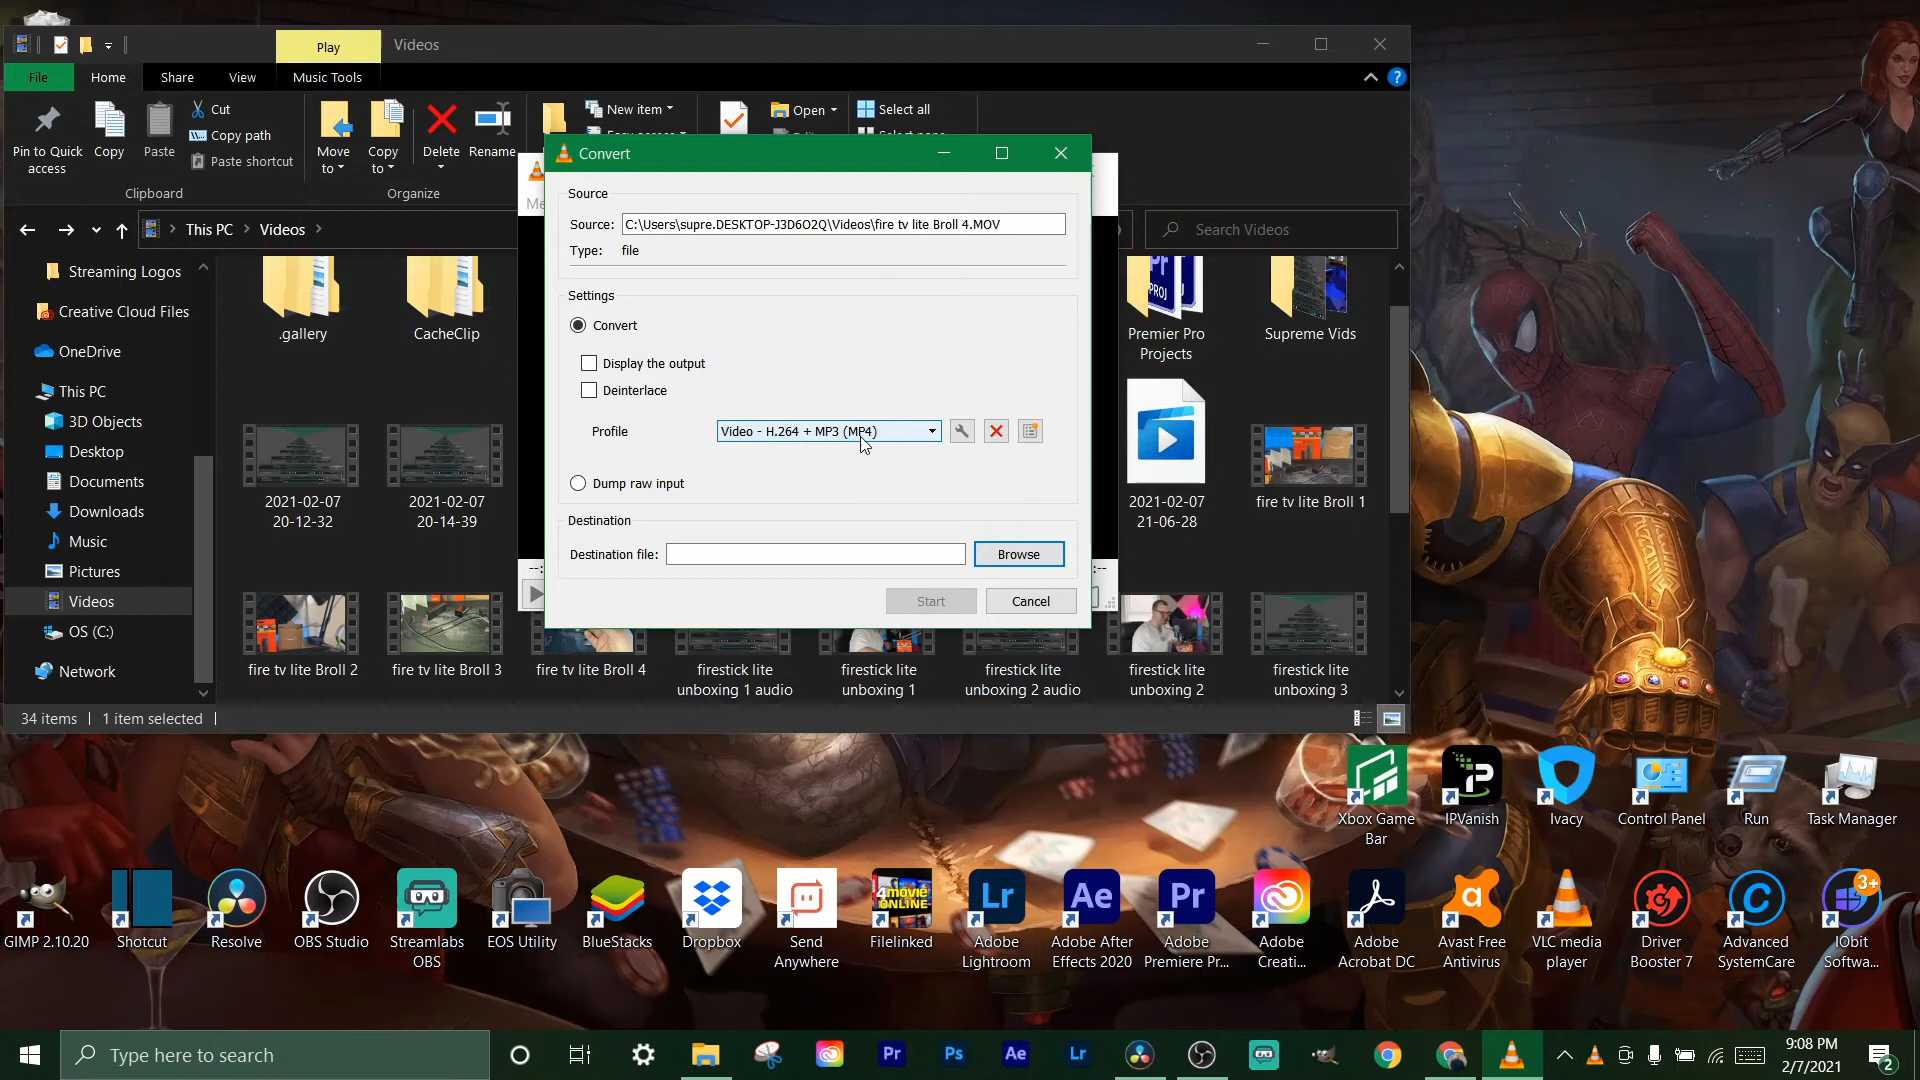 Play
Videos
File
Home
Share
View
Music Tools
Pin to Quick access
Copy
Paste
Cut
Copy path
Paste shortcut
Clipboard
Move to
Copy to
Delete
Rename
Organize
New item
Open
Select all
This PC
Videos
Search Videos
Streaming Logos
Creative Cloud Files
OneDrive
This PC
3D Objects
Desktop
Documents
Downloads
Music
Pictures
Videos
OS (C:)
Network
.gallery
CacheClip
Premier Pro
Projects
Supreme Vids
2021-02-07
20-12-32
2021-02-07
20-14-39
2021-02-07
21-06-28
fire tv lite Broll 1
fire tv lite Broll 2
fire tv lite Broll 3
fire tv lite Broll 4
firestick lite
unboxing 1 audio
firestick lite
unboxing 1
firestick lite
unboxing 2 audio
firestick lite
unboxing 2
firestick lite
unboxing 3
34 items
1 item selected
Convert
Source
Source: C:\Users\supre.DESKTOP-J3D6O2Q\Videos\fire tv lite Broll 4.MOV
Type: file
Settings
Convert
Display the output
Deinterlace
Profile
Video - H.264 + MP3 (MP4)
Dump raw input
Destination
Destination file:
Browse
Start
Cancel
Xbox Game
Bar
IPVanish
Ivacy
Control Panel
Run
Task Manager
GIMP 2.10.20
Shotcut
Resolve
OBS Studio
Streamlabs
OBS
EOS Utility
BlueStacks
Dropbox
Send
Anywhere
4movie
ONLINE
Filelinked
Lr
Adobe
Lightroom
Ae
Adobe After
Effects 2020
Pr
Adobe
Premiere Pr...
Adobe
Creati...
Adobe
Acrobat DC
Avast Free
Antivirus
VLC media
player
Driver
Booster 7
Advanced
SystemCare
3+
IObit
Softwa...
Type here to search
Pr
Ps
Ae
Lr
9:08 PM
2/7/2021
2